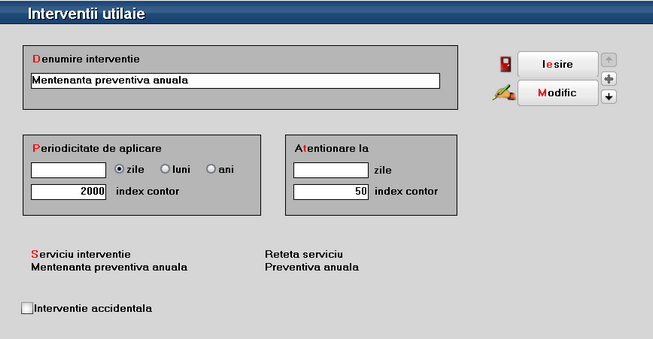 Interventii utilaie
Denumire interventie
Mentenanta preventiva anuala
Iesire
Modific
Periodicitate de aplicare
zile luni ani
2000 index contor
Atentionare la
zile
50 index contor
Serviciu interventie
Mentenanta preventiva anuala
Reteta serviciu
Preventiva anuala
Interventie accidentala